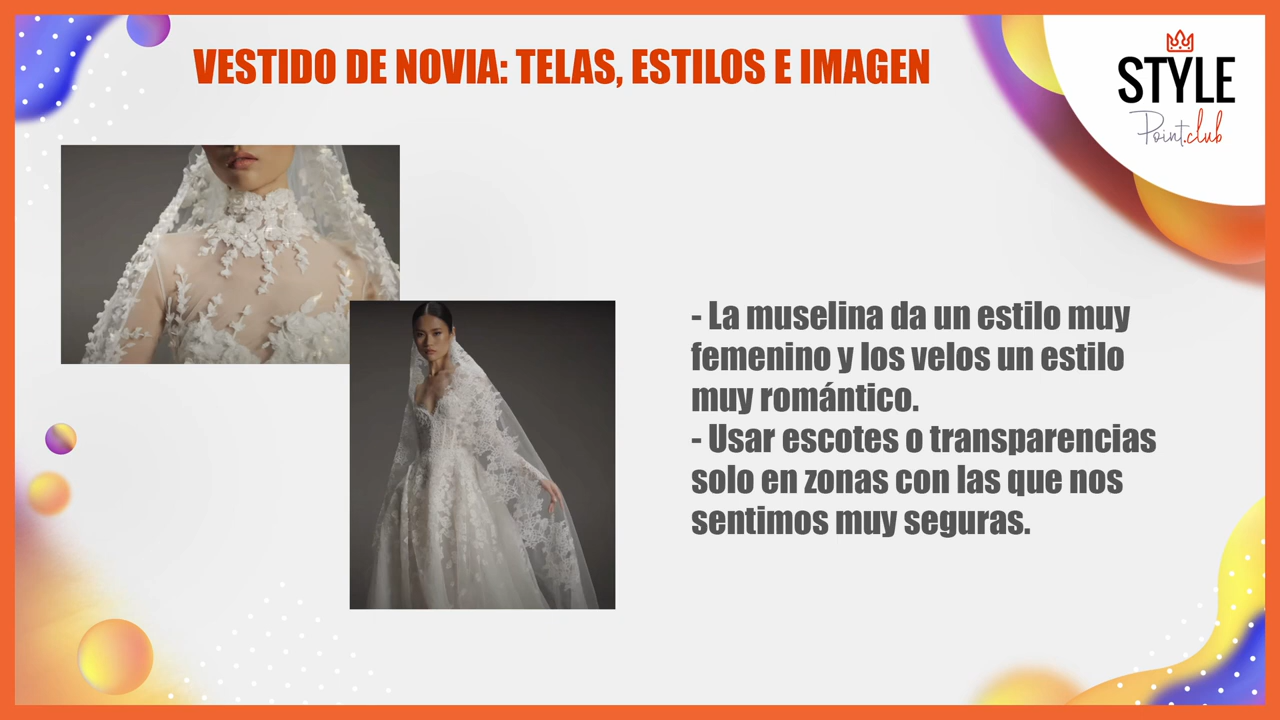 VESTIDO DE NOVIA: TELAS, ESTILOS E IMAGEN
STYLE
Point.club
- La muselina da un estilo muy
femenino y los velos un estilo
muy romántico.
- Usar escotes o transparencias
solo en zonas con las que nos
sentimos muy seguras.